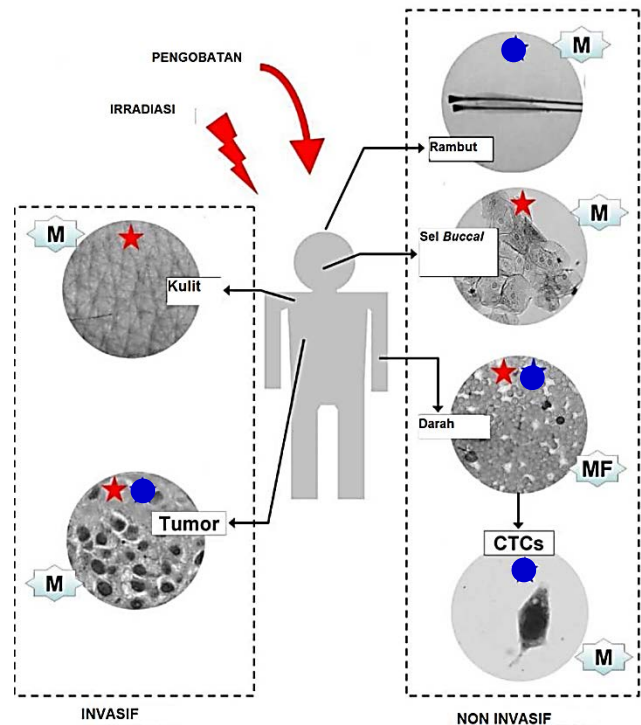 PENGOBATAN
IRRADIASI
M
Rambut
M
Sel Buccal
M
Kulit
Darah
MF
Tumor
M
CTCs
M
INVASIF
NON INVASIF